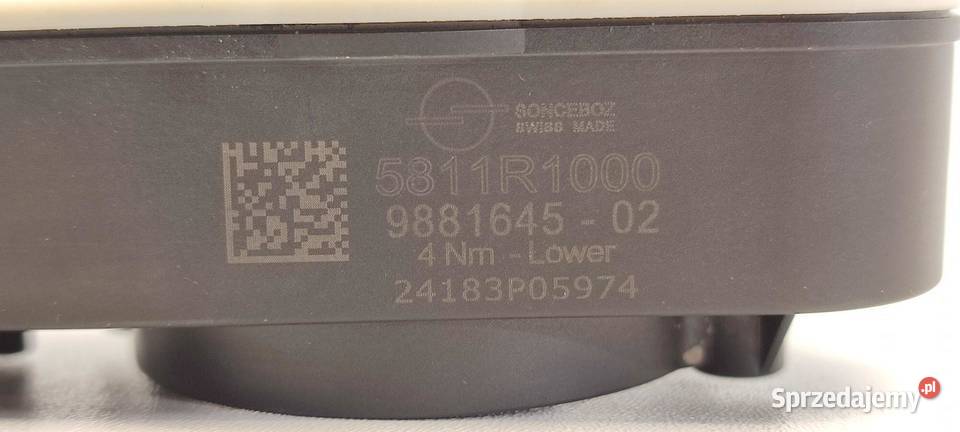 SONCEBOZ
SWISS MADE
5811R1000
9881645 - 02
4 Nm - Lower
24183P05974
Sprzedajemy.pl